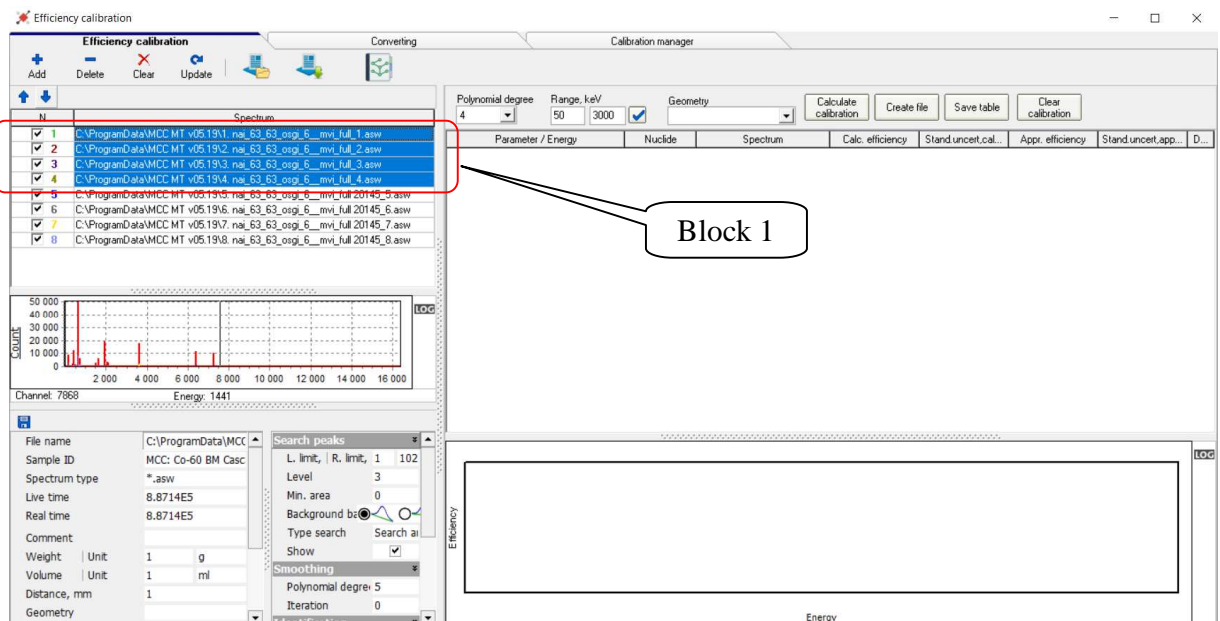 Efficiency calibration
Efficiency calibration Converting Calibration manager
Add Delete Clear Update
N Spectrum
1 C:\ProgramData\MCC MT v05.19\1. nai_63_63_osgi_6__mvi_full_1.asw
2 C:\ProgramData\MCC MT v05.19\2. nai_63_63_osgi_6__mvi_full_2.asw
3 C:\ProgramData\MCC MT v05.19\3. nai_63_63_osgi_6__mvi_full_3.asw
4 C:\ProgramData\MCC MT v05.19\4. nai_63_63_osgi_6__mvi_full_4.asw
5 C:\ProgramData\MCC MT v05.19\5. nai_63_63_osgi_6__mvi_full 20145_5.asw
6 C:\ProgramData\MCC MT v05.19\6. nai_63_63_osgi_6__mvi_full 20145_6.asw
7 C:\ProgramData\MCC MT v05.19\7. nai_63_63_osgi_6__mvi_full 20145_7.asw
8 C:\ProgramData\MCC MT v05.19\8. nai_63_63_osgi_6__mvi_full 20145_8.asw
Polynomial degree Range, keV Geometry
4 50 3000
Calculate calibration Create file Save table Clear calibration
Parameter / Energy Nuclide Spectrum Calc. efficiency Stand.uncert,cal... Appr. efficiency Stand.uncert,app... D...
Block 1
LOG
Count
50 000
40 000
30 000
20 000
10 000
0
2 000 4 000 6 000 8 000 10 000 12 000 14 000 16 000
Channel: 7868 Energy: 1441
File name C:\ProgramData\MCC
Sample ID MCC: Co-60 BM Casc
Spectrum type *.asw
Live time 8.8714E5
Real time 8.8714E5
Comment
Weight Unit 1 g
Volume Unit 1 ml
Distance, mm 1
Geometry
Search peaks
L. limit, R. limit, 1 102
Level 3
Min. area 0
Background ba
Type search Search a
Show
Smoothing
Polynomial degre 5
Iteration 0
LOG
Efficiency
Energy